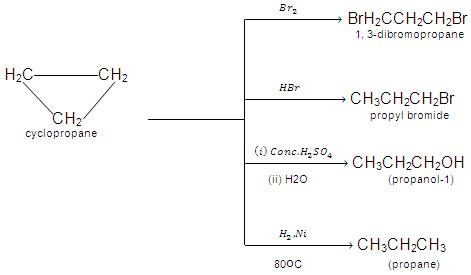 Br₂
BrH2CCH2CH2Br
1, 3-dibromopropane
H2C CH2
CH2
cyclopropane
HBr
CH3CH2CH2Br
propyl bromide
(i) Conc.H₂SO₄
(ii) H2O
CH3CH2CH2OH
(propanol-1)
H₂,Ni
80OC
CH3CH2CH3
(propane)